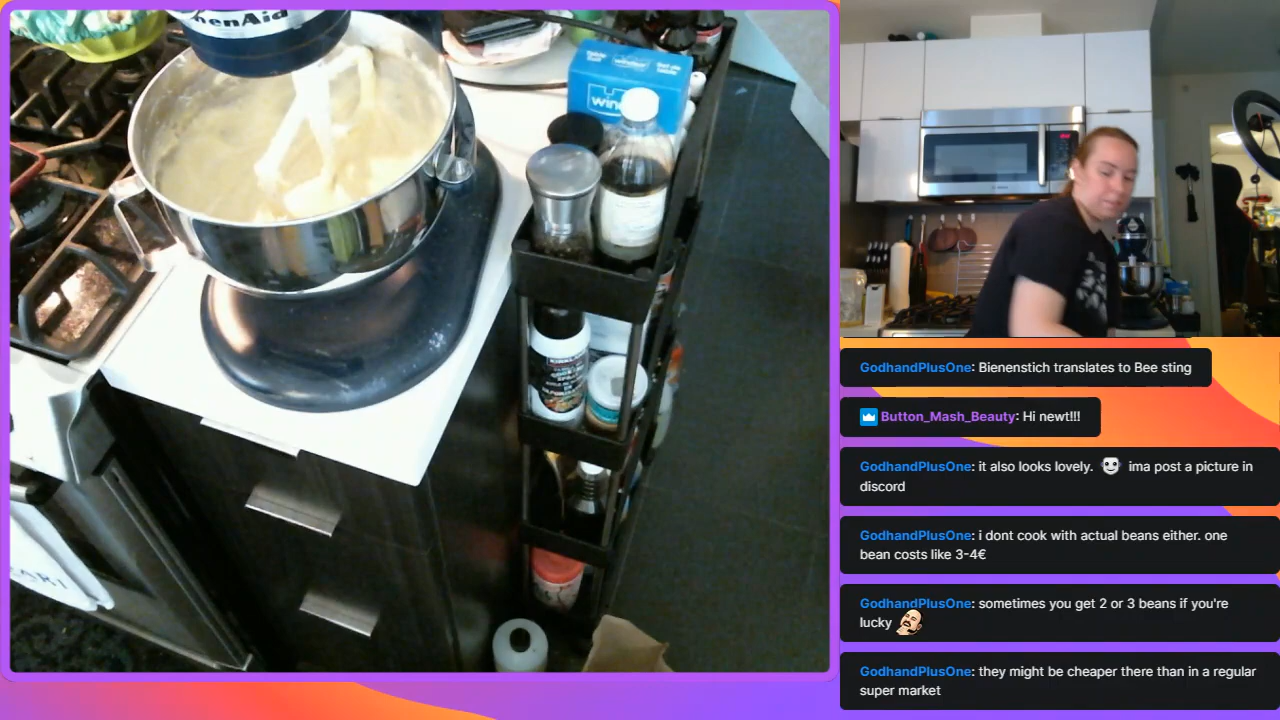 henAid
KIRKLAND
GodhandPlusOne: Bienenstich translates to Bee sting
Button_Mash_Beauty: Hi newt!!!
GodhandPlusOne: it also looks lovely. ima post a picture in
discord
GodhandPlusOne: i dont cook with actual beans either. one
bean costs like 3-4€
GodhandPlusOne: sometimes you get 2 or 3 beans if you're
lucky
GodhandPlusOne: they might be cheaper there than in a regular
super market